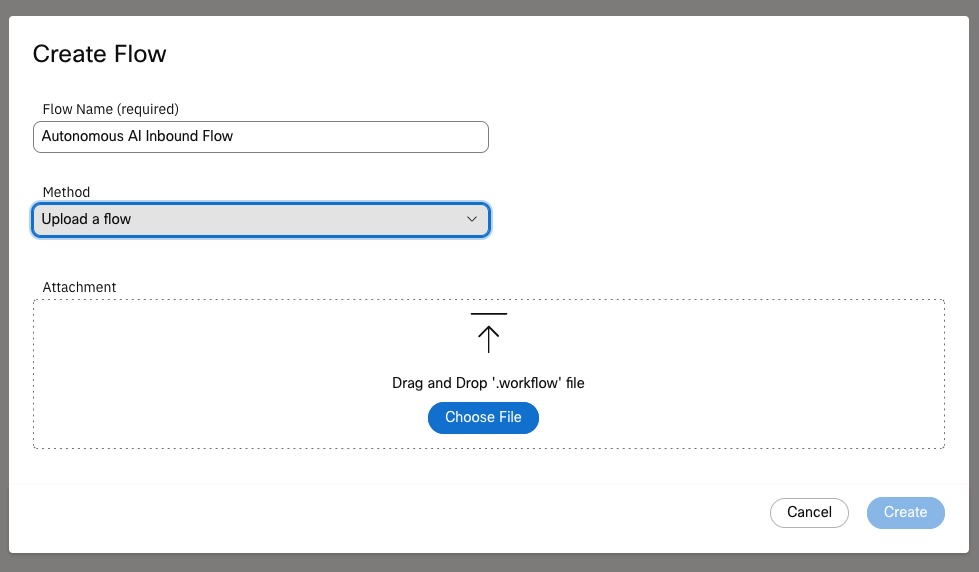 Create Flow
Flow Name (required)
Autonomous AI Inbound Flow
Method
Upload a flow
Attachment
Drag and Drop '.workflow' file
Choose File
Cancel
Create